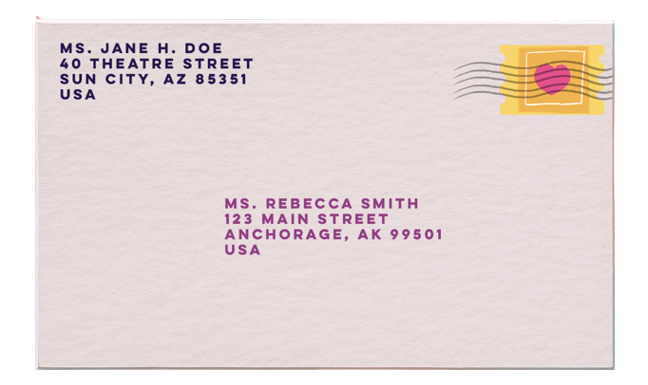 MS. JANE H. DOE
40 THEATRE STREET
SUN CITY, AZ 85351
USA
MS. REBECCA SMITH
123 MAIN STREET
ANCHORAGE, AK 99501
USA